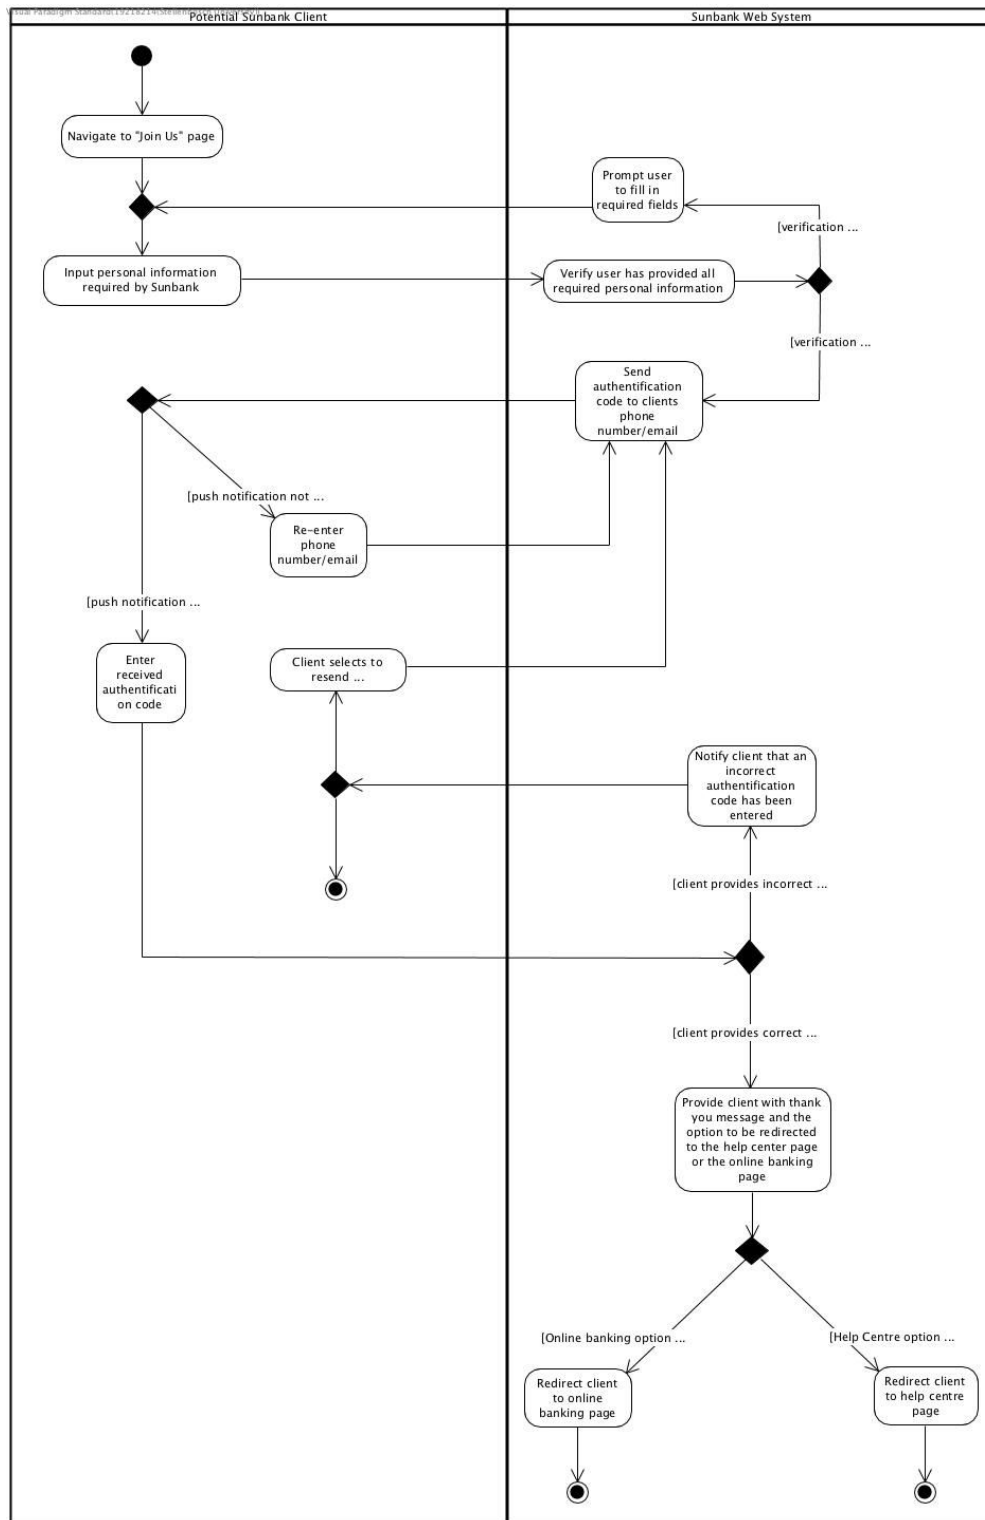 Visual Paradigm Standard(19218214(Stellenbosch University))
Potential Sunbank Client
Sunbank Web System
Navigate to "Join Us" page
Prompt user
to fill in
required fields
[verification ...
Input personal information
required by Sunbank
Verify user has provided all
required personal information
[verification ...
Send
authentification
code to clients
phone
number/email
[push notification not ...
Re-enter
phone
number/email
[push notification ...
Enter
received
authentificati
on code
Client selects to
resend ...
Notify client that an
incorrect
authentification
code has been
entered
[client provides incorrect ...
[client provides correct ...
Provide client with thank
you message and the
option to be redirected
to the help center page
or the online banking
page
[Online banking option ...
[Help Centre option ...
Redirect client
to online
banking page
Redirect client
to help centre
page